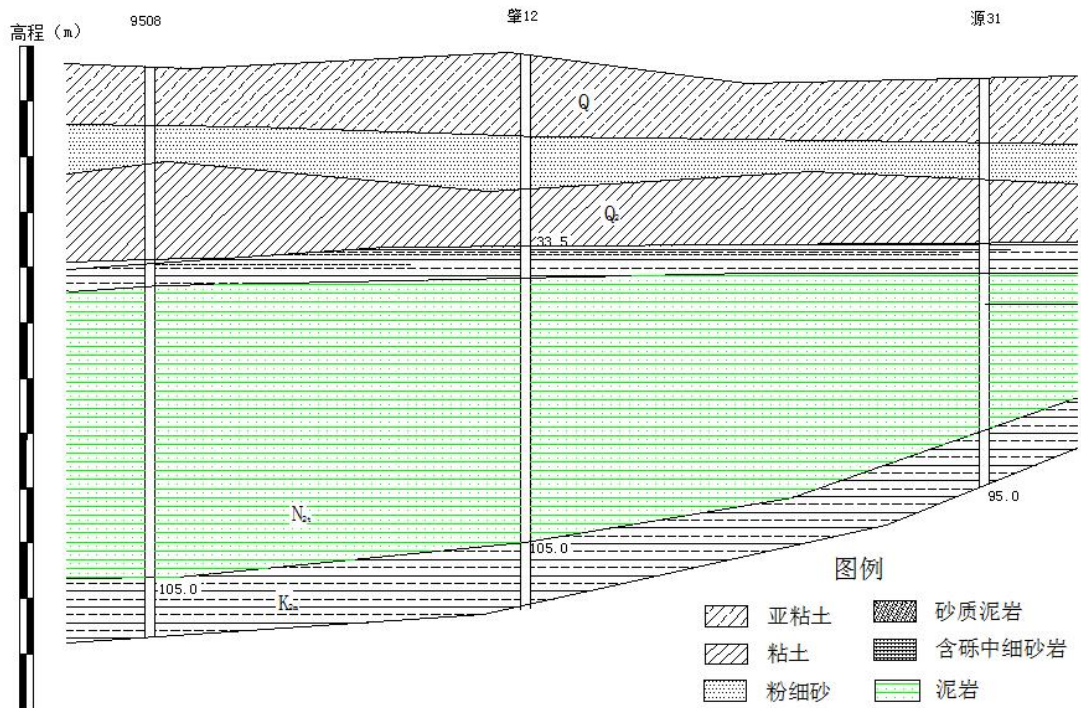 9508
肇12
源31
高程（m）
Q
Q₂
33.5
N₂ₜ
95.0
105.0
105.0
K₂ₘ
图例
亚粘土
砂质泥岩
粘土
含砾中细砂岩
粉细砂
泥岩